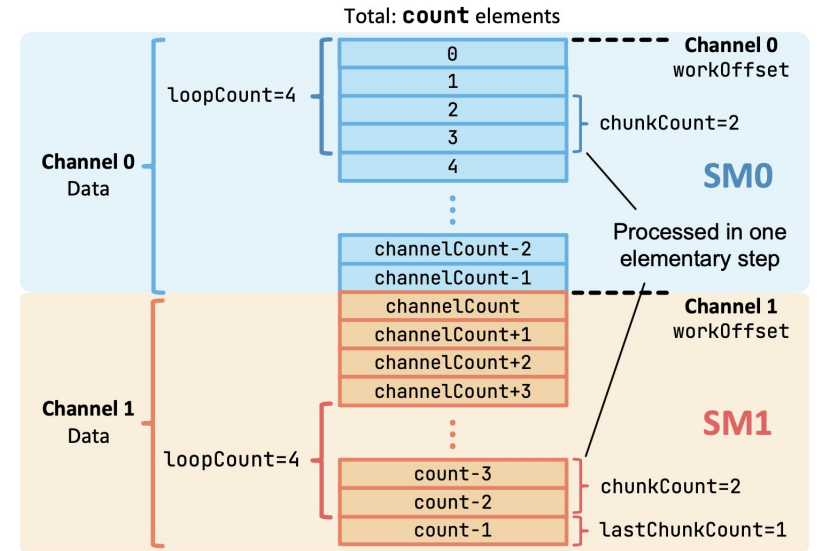 Total: count elements
Channel 0
workOffset
0
1
2
3
4
loopCount=4
chunkCount=2
Channel 0
Data
SM0
Processed in one
elementary step
channelCount-2
channelCount-1
channelCount
channelCount+1
channelCount+2
channelCount+3
Channel 1
workOffset
Channel 1
Data
SM1
loopCount=4
count-3
count-2
count-1
chunkCount=2
lastChunkCount=1